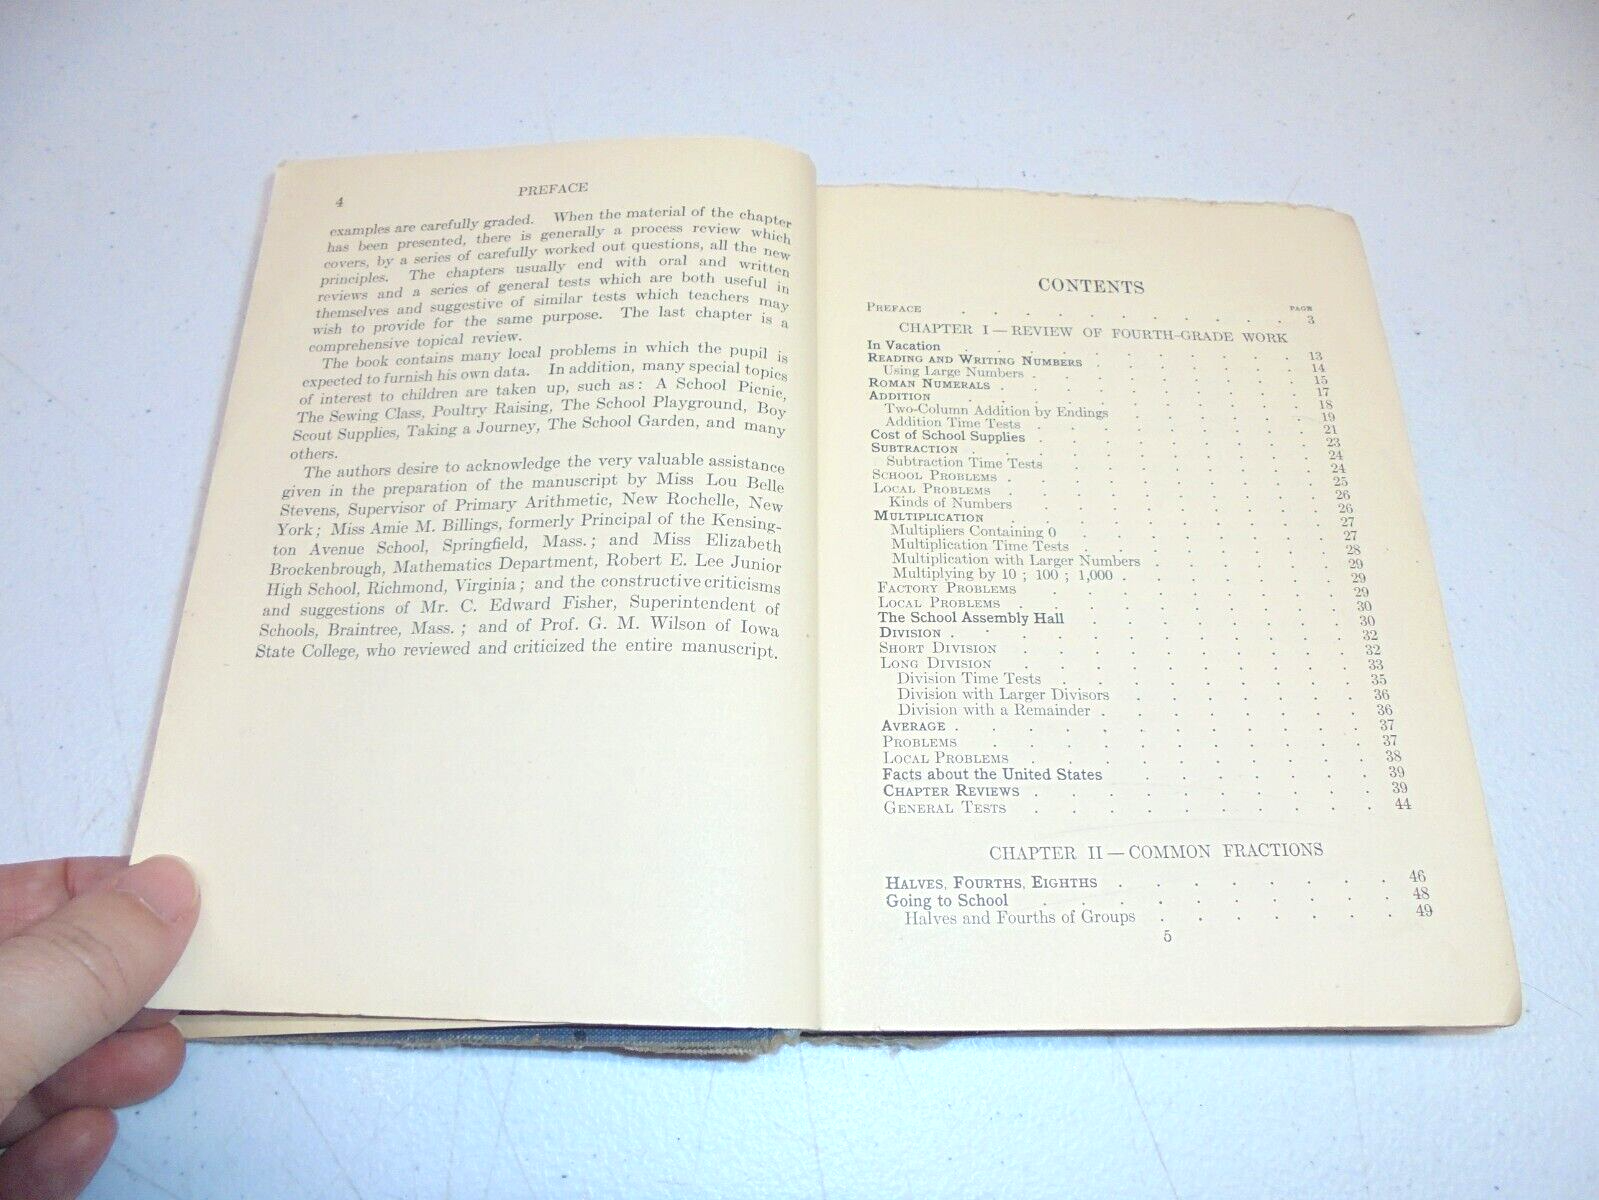 4 PREFACE
examples are carefully graded. When the material of the chapter
has been presented, there is generally a process review which
covers, by a series of carefully worked out questions, all the new
principles. The chapters usually end with oral and written
reviews and a series of general tests which are both useful in
themselves and suggestive of similar tests which teachers may
wish to provide for the same purpose. The last chapter is a
comprehensive topical review.
The book contains many local problems in which the pupil is
expected to furnish his own data. In addition, many special topics
of interest to children are taken up, such as: A School Picnic,
The Sewing Class, Poultry Raising, The School Playground, Boy
Scout Supplies, Taking a Journey, The School Garden, and many
others.
The authors desire to acknowledge the very valuable assistance
given in the preparation of the manuscript by Miss Lou Belle
Stevens, Supervisor of Primary Arithmetic, New Rochelle, New
York; Miss Amie M. Billings, formerly Principal of the Kensing-
ton Avenue School, Springfield, Mass.; and Miss Elizabeth
Brockenbrough, Mathematics Department, Robert E. Lee Junior
High School, Richmond, Virginia; and the constructive criticisms
and suggestions of Mr. C. Edward Fisher, Superintendent of
Schools, Braintree, Mass.; and of Prof. G. M. Wilson of Iowa
State College, who reviewed and criticized the entire manuscript.
CONTENTS
PAGE
PREFACE . . . . . . . . . . 3
CHAPTER I — REVIEW OF FOURTH-GRADE WORK
In Vacation . . . . . . . . . . 13
READING AND WRITING NUMBERS . . . . . . 14
Using Large Numbers . . . . . . . . 15
ROMAN NUMERALS . . . . . . . . . 17
ADDITION . . . . . . . . . . 18
Two-Column Addition by Endings . . . . . 19
Addition Time Tests . . . . . . . . 21
Cost of School Supplies . . . . . . . . 23
SUBTRACTION . . . . . . . . . . 24
Subtraction Time Tests . . . . . . . 24
SCHOOL PROBLEMS . . . . . . . . . 25
LOCAL PROBLEMS . . . . . . . . . 26
Kinds of Numbers . . . . . . . . 26
MULTIPLICATION . . . . . . . . . 27
Multipliers Containing 0 . . . . . . . 27
Multiplication Time Tests . . . . . . . 28
Multiplication with Larger Numbers . . . . . 29
Multiplying by 10; 100; 1,000 . . . . . . 29
FACTORY PROBLEMS . . . . . . . . 29
LOCAL PROBLEMS . . . . . . . . . 30
The School Assembly Hall . . . . . . . 30
DIVISION . . . . . . . . . . . 32
SHORT DIVISION . . . . . . . . . 32
LONG DIVISION . . . . . . . . . 33
Division Time Tests . . . . . . . . 35
Division with Larger Divisors . . . . . . 36
Division with a Remainder . . . . . . . 36
AVERAGE . . . . . . . . . . . 37
PROBLEMS . . . . . . . . . . 37
LOCAL PROBLEMS . . . . . . . . . 38
Facts about the United States . . . . . . 39
CHAPTER REVIEWS . . . . . . . . . 39
GENERAL TESTS . . . . . . . . . 44
CHAPTER II — COMMON FRACTIONS
HALVES, FOURTHS, EIGHTHS . . . . . . . 46
Going to School . . . . . . . . . 48
Halves and Fourths of Groups . . . . . . 49
5